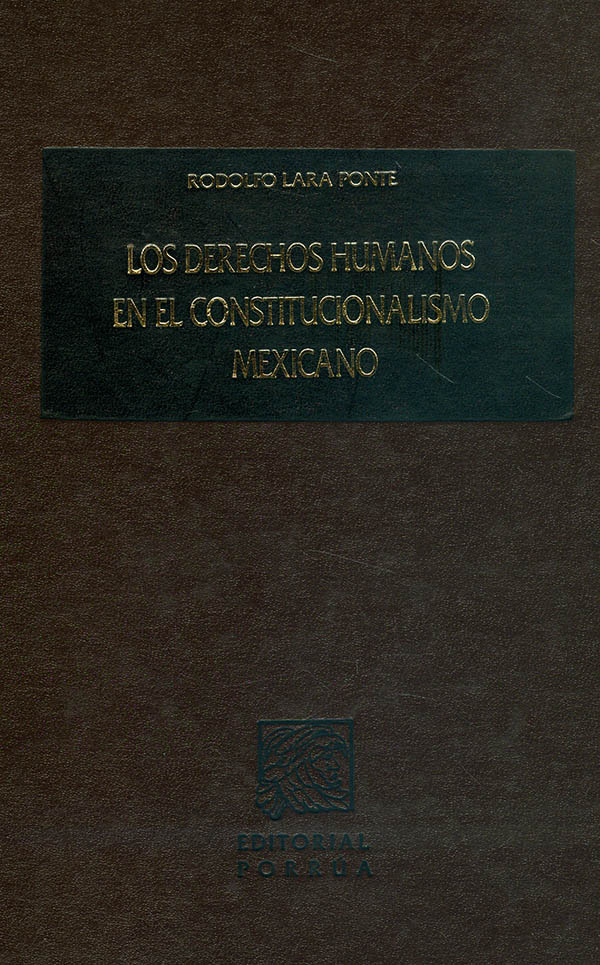 RODOLFO LARA PONTE
LOS DERECHOS HUMANOS
EN EL CONSTITUCIONALISMO
MEXICANO
EDITORIAL
PORRÚA